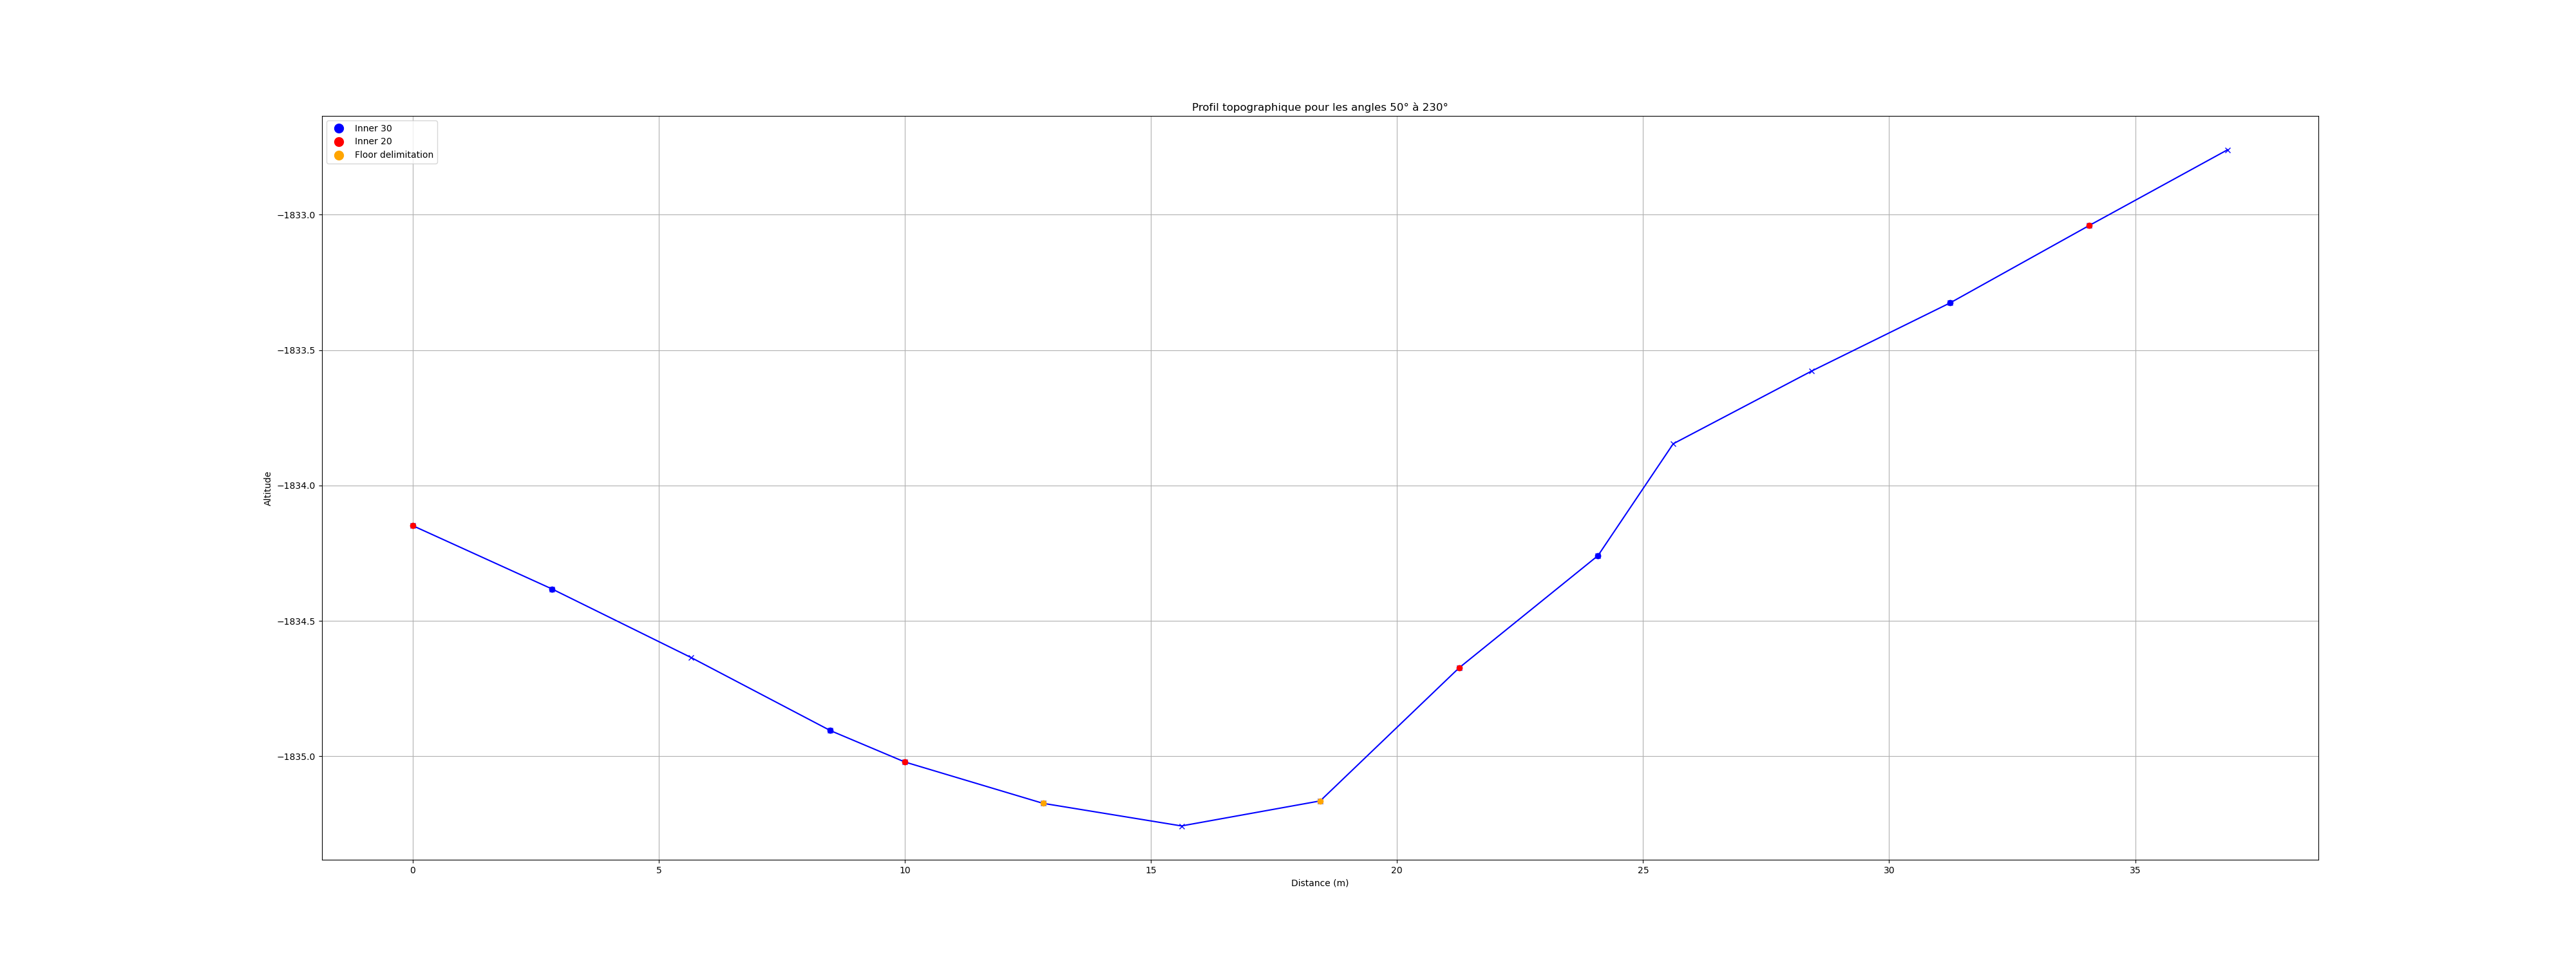 Profil topographique pour les angles 50° à 230°
Inner 30
Inner 20
Floor delimitation
−1833.0
−1833.5
−1834.0
−1834.5
−1835.0
Altitude
0 5 10 15 20 25 30 35
Distance (m)